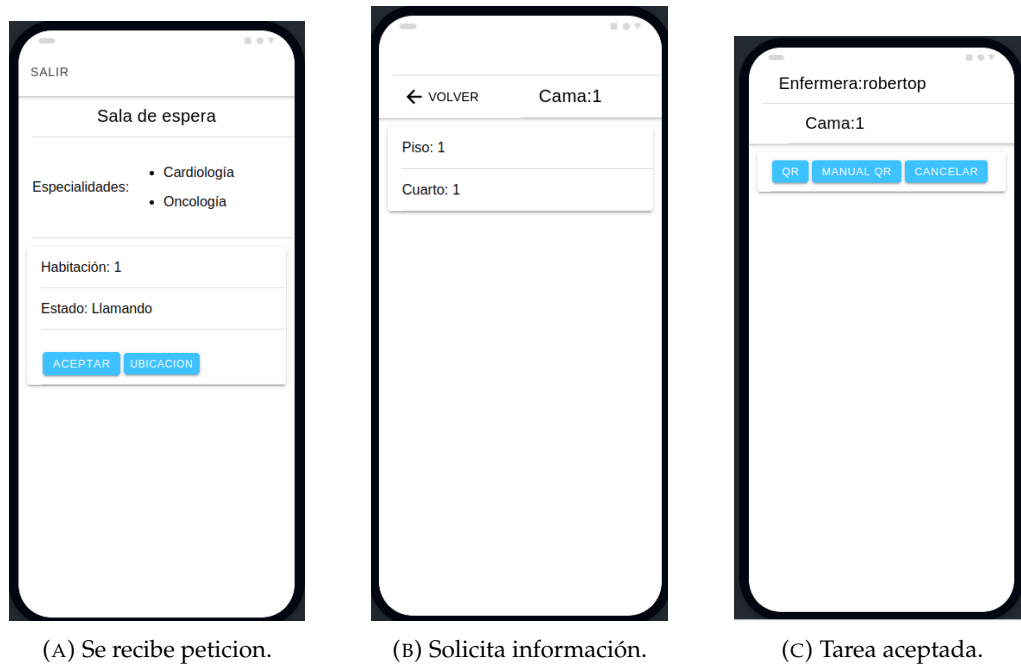 SALIR
Sala de espera
Especialidades:
• Cardiología
• Oncología
Habitación: 1
Estado: Llamando
ACEPTAR UBICACION
(A) Se recibe peticion.
← VOLVER Cama:1
Piso: 1
Cuarto: 1
(B) Solicita información.
Enfermera:robertop
Cama:1
QR MANUAL QR CANCELAR
(C) Tarea aceptada.